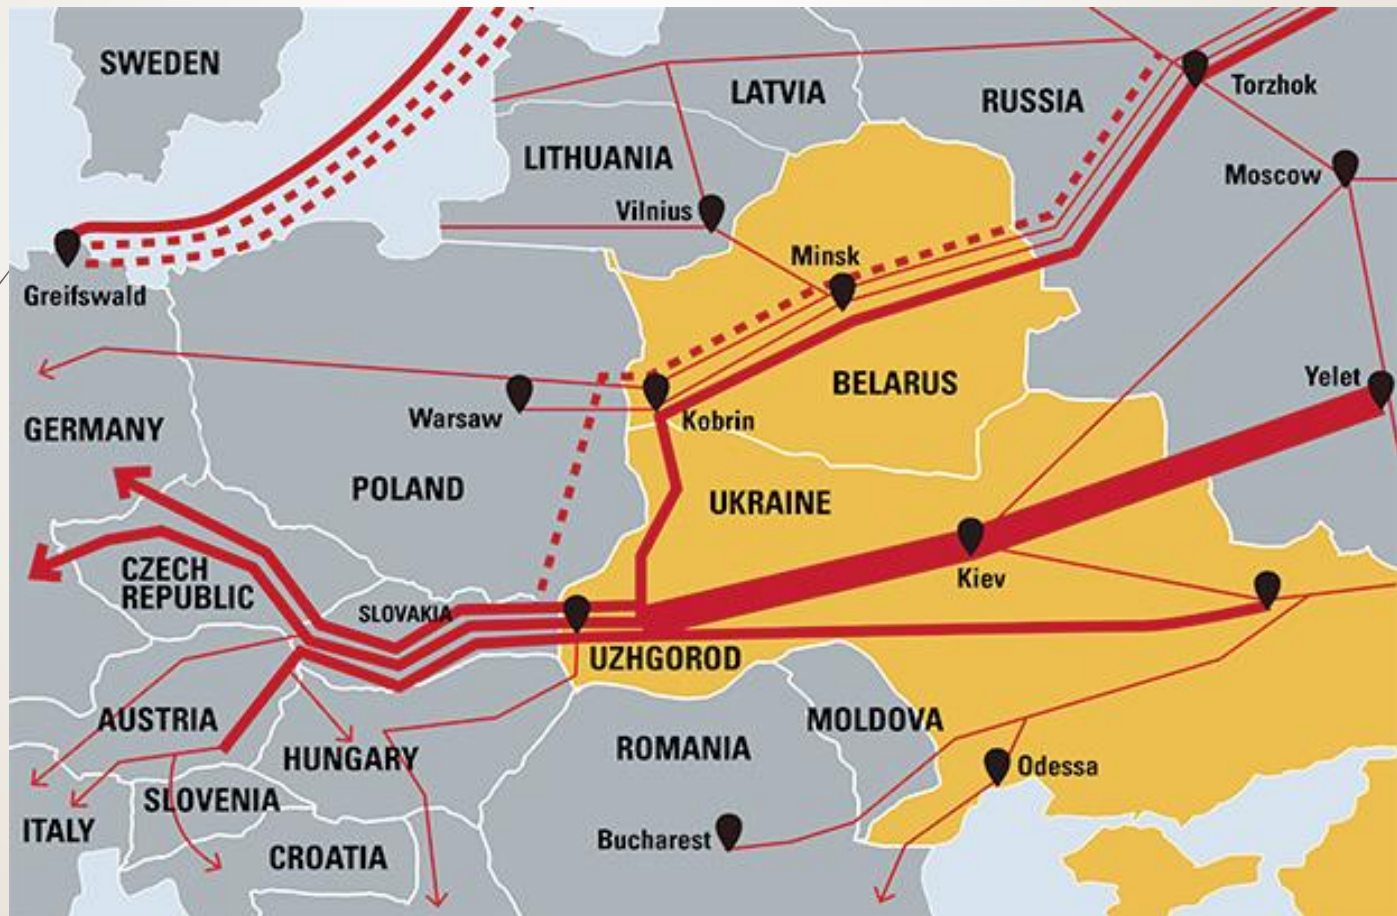 SWEDEN
LATVIA
RUSSIA
Torzhok
LITHUANIA
Moscow
Vilnius
Minsk
Greifswald
BELARUS
Yelet
Warsaw
Kobrin
GERMANY
POLAND
UKRAINE
CZECH
REPUBLIC
Kiev
SLOVAKIA
UZHGOROD
AUSTRIA
MOLDOVA
HUNGARY
ROMANIA
Odessa
SLOVENIA
ITALY
Bucharest
CROATIA